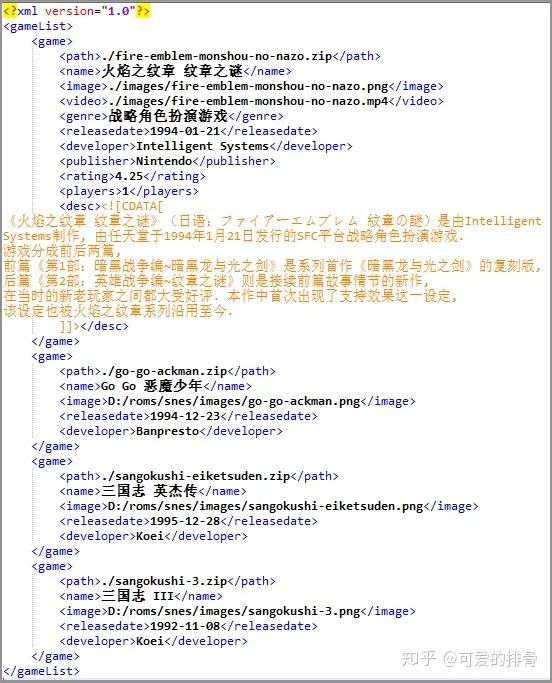 <?xml version="1.0"?>
<gameList>
<game>
<path>./fire-emblem-monshou-no-nazo.zip</path>
<name>火焰之纹章 纹章之谜</name>
<image>./images/fire-emblem-monshou-no-nazo.png</image>
<video>./images/fire-emblem-monshou-no-nazo.mp4</video>
<genre>战略角色扮演游戏</genre>
<releasedate>1994-01-21</releasedate>
<developer>Intelligent Systems</developer>
<publisher>Nintendo</publisher>
<rating>4.25</rating>
<players>1</players>
<desc><![CDATA[
《火焰之纹章 纹章之谜》（日语：ファイアーエムブレム 紋章の謎）是由Intelligent
Systems制作, 由任天堂于1994年1月21日发行的SFC平台战略角色扮演游戏.
游戏分成前后两篇,
前篇《第1部：暗黑战争编~暗黑龙与光之剑》是系列首作《暗黑龙与光之剑》的复刻版,
后篇《第2部：英雄战争编~纹章之谜》则是接续前篇故事情节的新作,
在当时的新老玩家之间都大受好评. 本作中首次出现了支持效果这一设定,
该设定也被火焰之纹章系列沿用至今.
]]></desc>
</game>
<game>
<path>./go-go-ackman.zip</path>
<name>Go Go 恶魔少年</name>
<image>D:/roms/snes/images/go-go-ackman.png</image>
<releasedate>1994-12-23</releasedate>
<developer>Banpresto</developer>
</game>
<game>
<path>./sangokushi-eiketsuden.zip</path>
<name>三国志 英杰传</name>
<image>D:/roms/snes/images/sangokushi-eiketsuden.png</image>
<releasedate>1995-12-28</releasedate>
<developer>Koei</developer>
</game>
<game>
<path>./sangokushi-3.zip</path>
<name>三国志 III</name>
<image>D:/roms/snes/images/sangokushi-3.png</image>
<releasedate>1992-11-08</releasedate>
<developer>Koei</developer>
</game>
</gameList>
知乎 @可爱的排骨